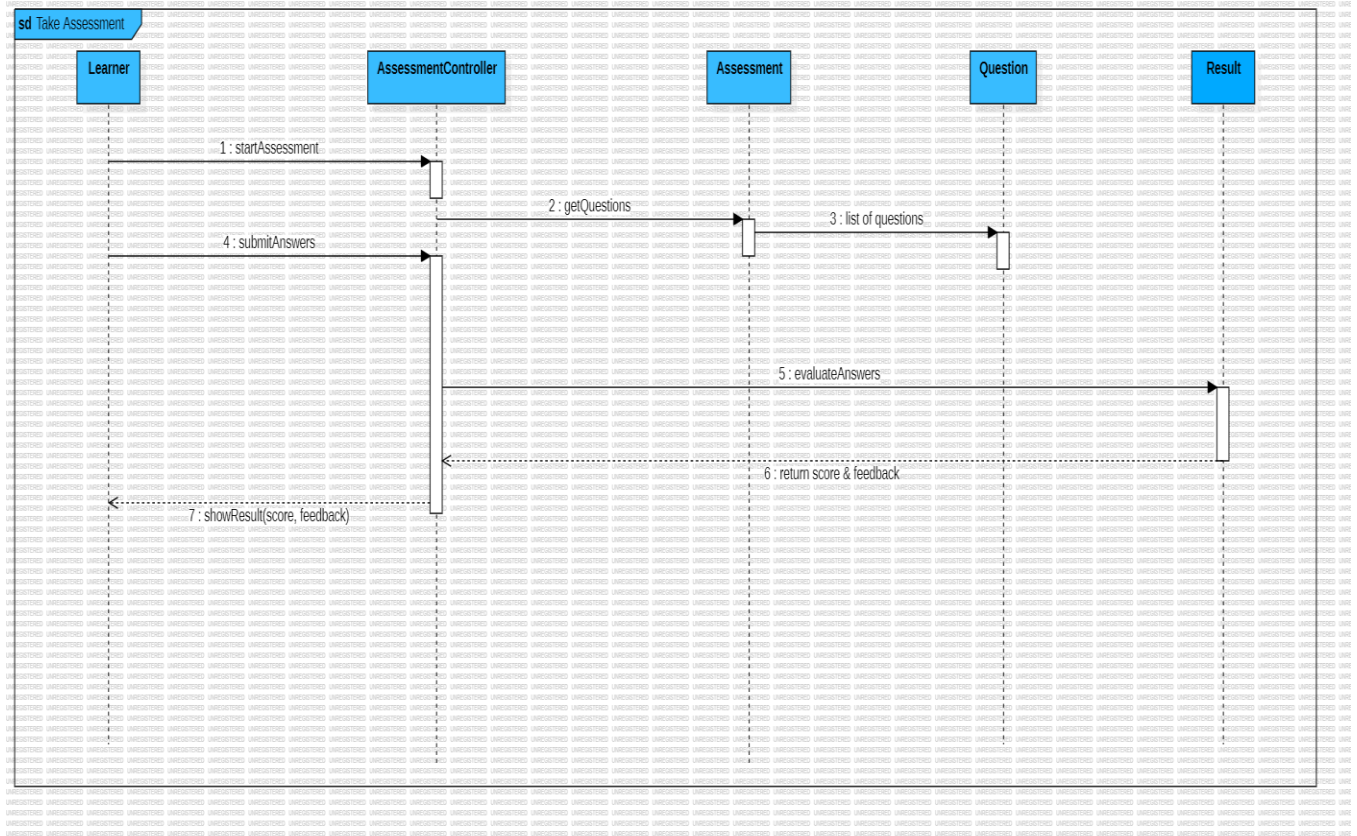 sd Take Assessment
Learner
AssessmentController
Assessment
Question
Result
1 : startAssessment
2 : getQuestions
3 : list of questions
4 : submitAnswers
5 : evaluateAnswers
6 : return score & feedback
7 : showResult(score, feedback)
UNREGISTERED